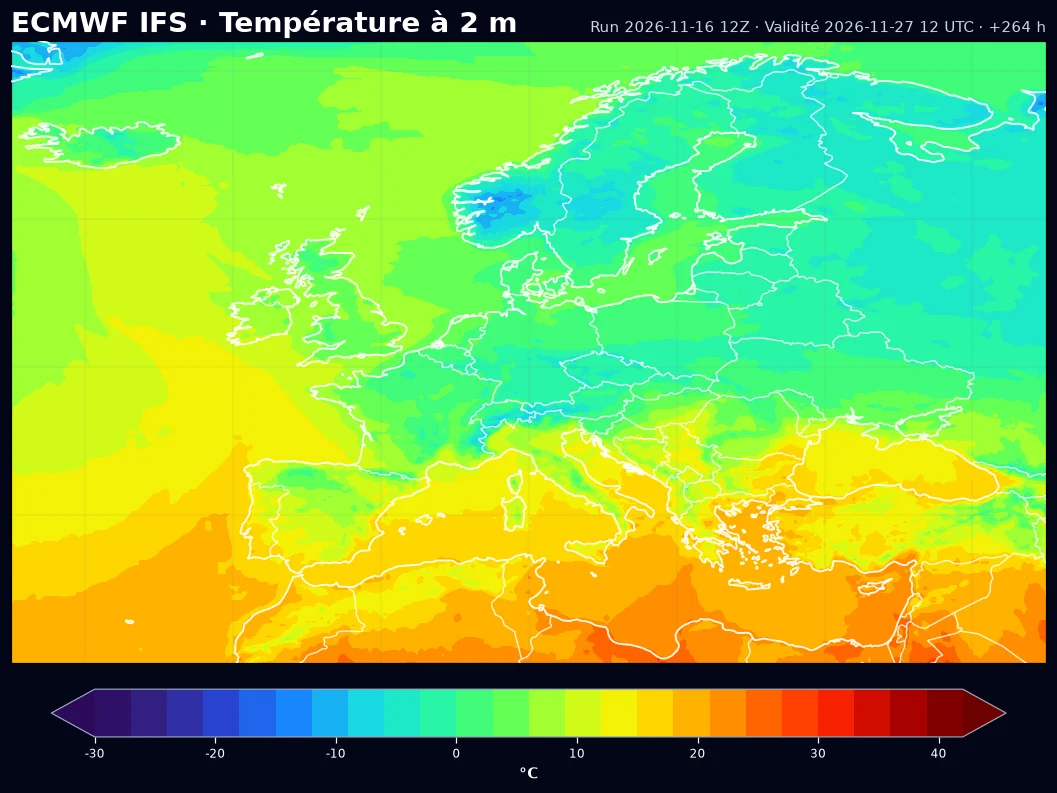 ECMWF IFS · Température à 2 m
Run 2026-11-16 12Z · Validité 2026-11-27 12 UTC · +264 h
-30 -20 -10 0 10 20 30 40
°C